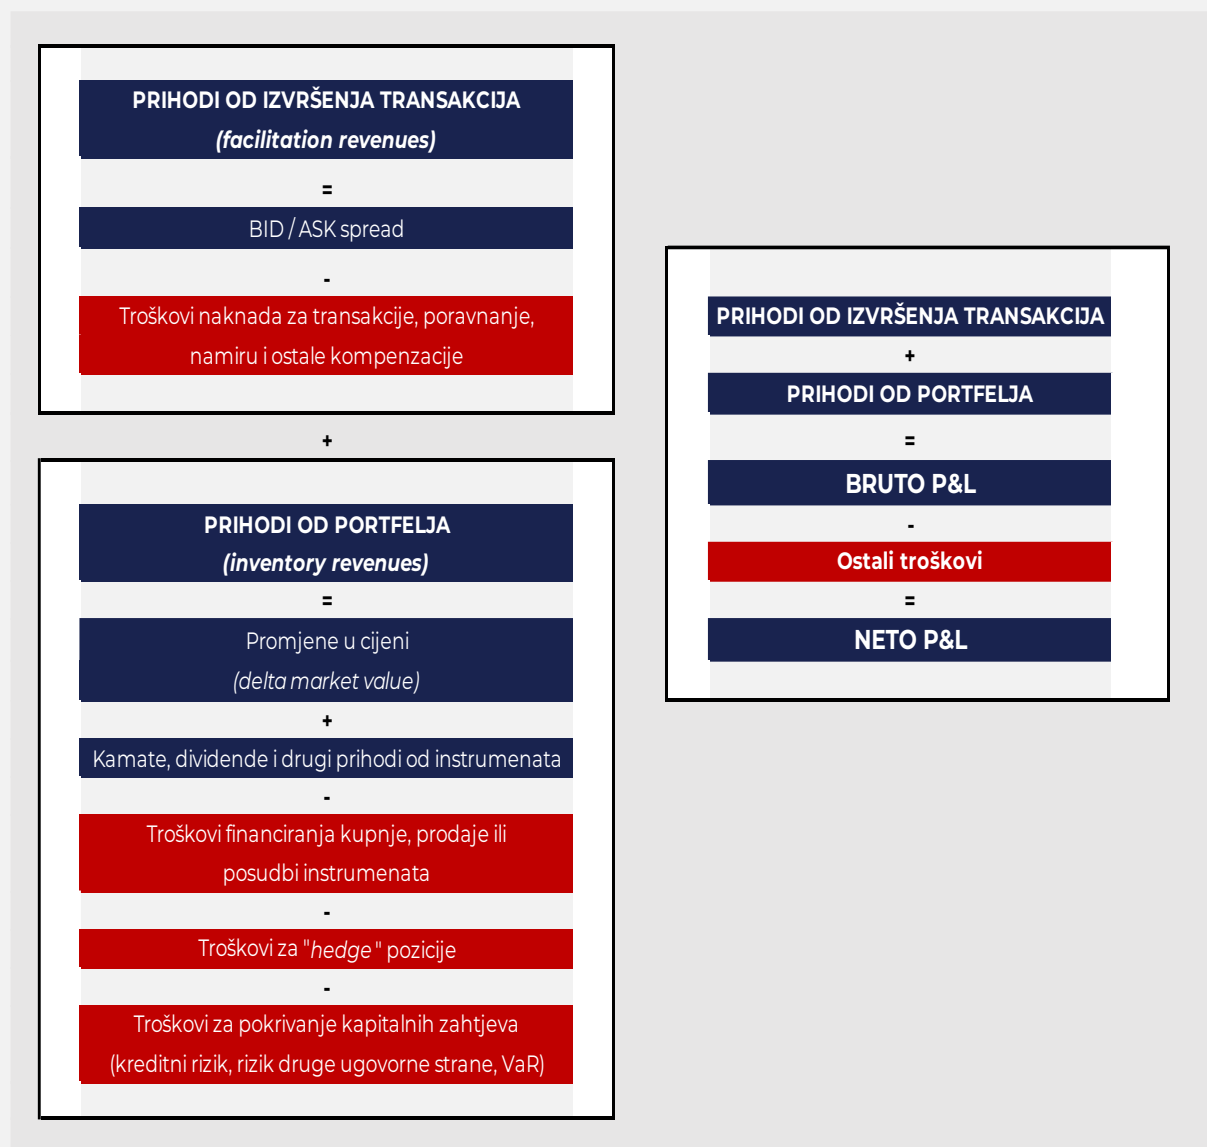 PRIHODI OD IZVRŠENJA TRANSAKCIJA
(facilitation revenues)
=
BID / ASK spread
-
Troškovi naknada za transakcije, poravnanje,
namiru i ostale kompenzacije
+
PRIHODI OD PORTFELJA
(inventory revenues)
=
Promjene u cijeni
(delta market value)
+
Kamate, dividende i drugi prihodi od instrumenata
-
Troškovi financiranja kupnje, prodaje ili
posudbi instrumenata
-
Troškovi za "hedge" pozicije
-
Troškovi za pokrivanje kapitalnih zahtjeva
(kreditni rizik, rizik druge ugovorne strane, VaR)
PRIHODI OD IZVRŠENJA TRANSAKCIJA
+
PRIHODI OD PORTFELJA
=
BRUTO P&L
-
Ostali troškovi
=
NETO P&L